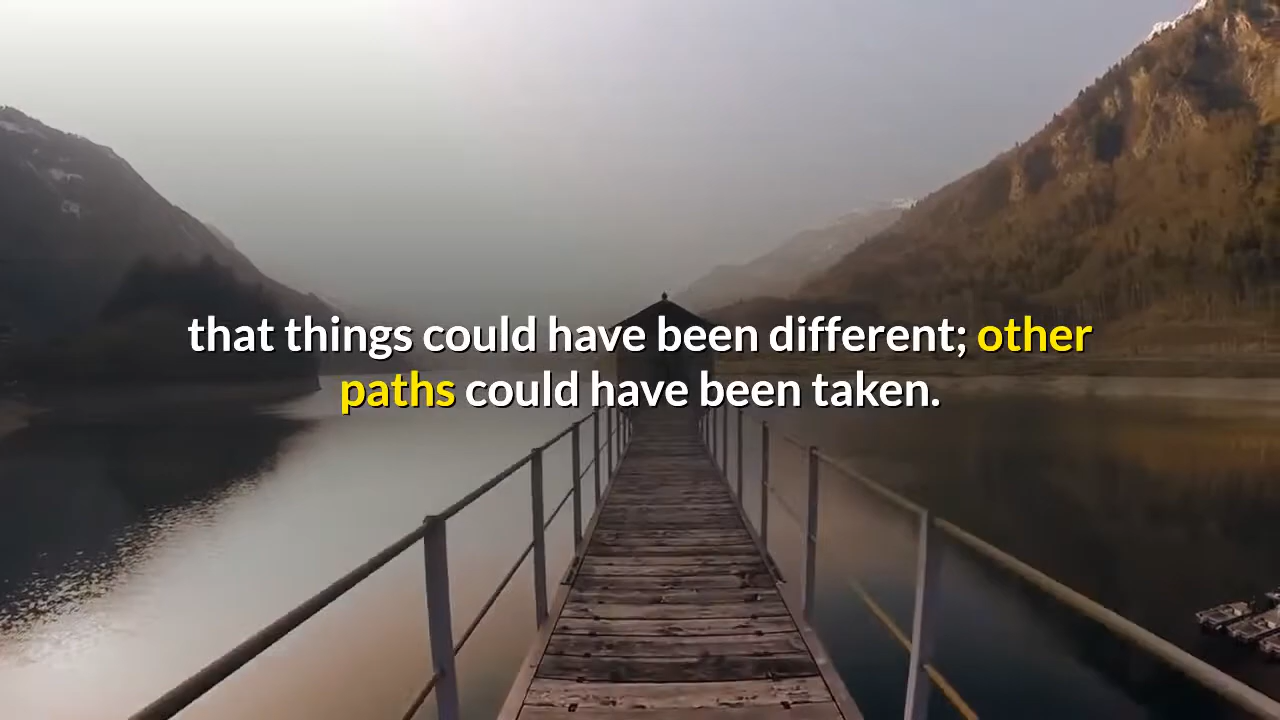 that things could have been different; other
paths could have been taken.